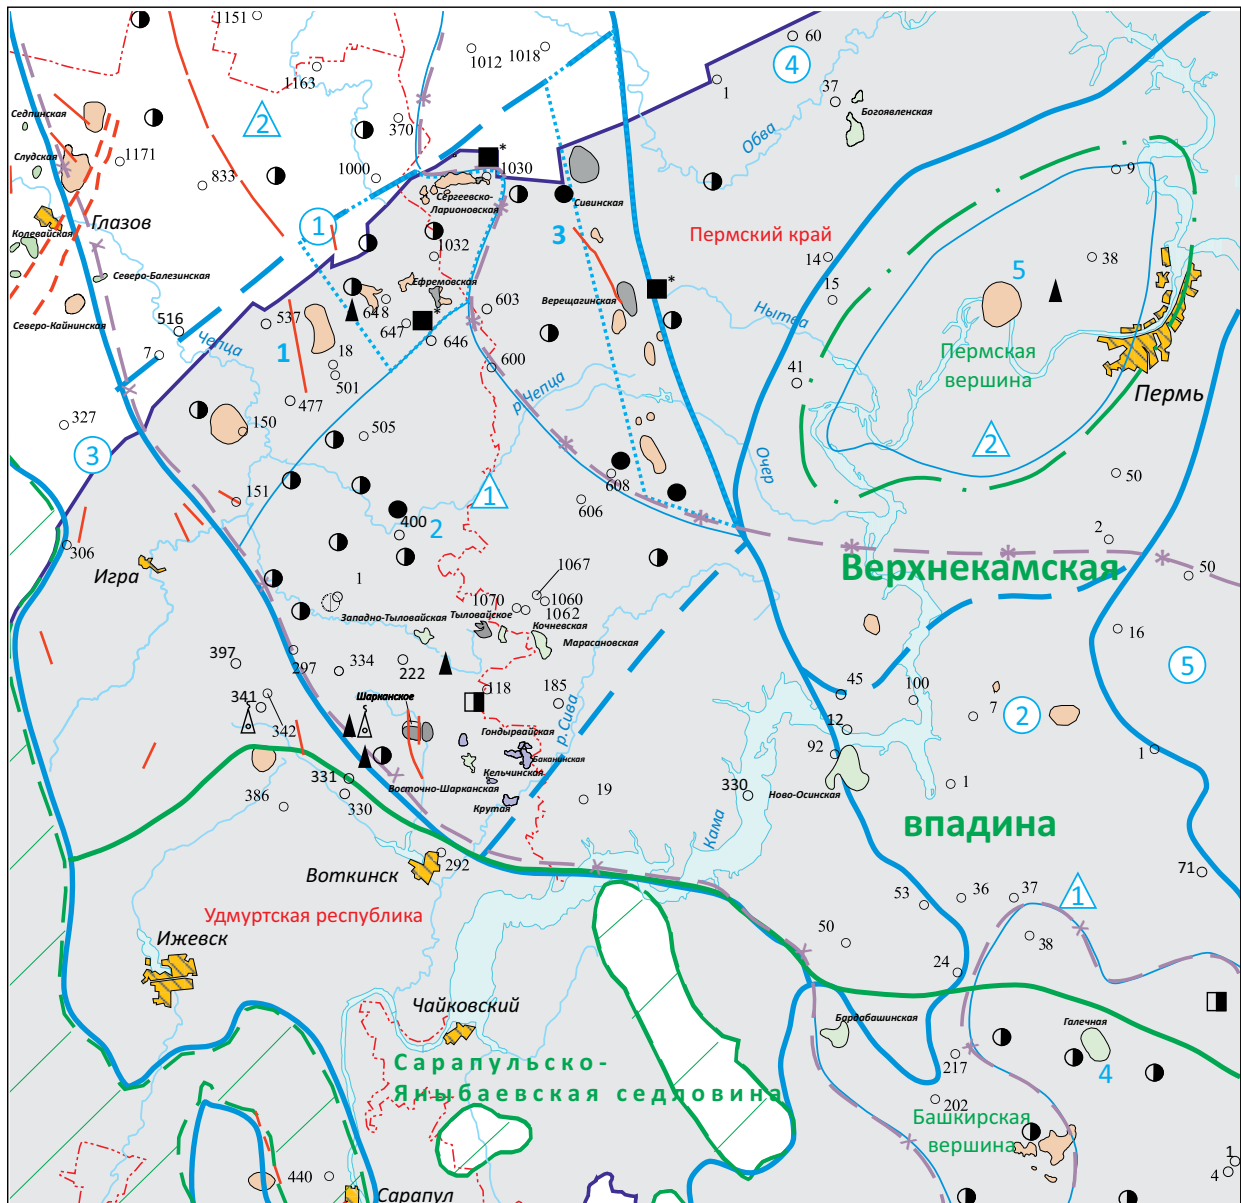 1151
1012
1018
60
4
1163
2
370
1
37
Богоявленская
Обва
Седпинская
Слудская
1171
833
1000
*
1030
9
Сергеевско-
Ларионовская
Сивинская
Глазов
Колевайская
1
3
Пермский край
14
38
1032
Северо-Балезинская
Ефремовская
Верещагинская
*
15
5
Северо-Кайнинская
516
Чепца
537
648
647
*
603
Нытва
7
1
18
501
646
600
Пермская
вершина
Пермь
477
р.Чепца
41
327
150
505
3
Очер
2
50
151
1
608
606
400
2
2
306
Игра
Верхнекамская
50
1
1067
1070
1060
1062
Западно-Тыловайская
Тыловайское
Кочневская
Марасановская
16
397
297
334
222
5
341
342
118
185
45
100
7
2
Шарканское
р.Сива
12
Гондырвайская
Баканинская
92
1
Кельчинская
331
330
386
Восточно-Шарканская
Крутая
19
330
Ново-Осинская
1
Кама
впадина
292
Воткинск
71
53
36
37
1
Удмуртская республика
Ижевск
50
38
24
Чайковский
Бардабашинская
Галечная
Сарапульско-
Яныбаевская седловина
217
4
202
Башкирская
вершина
440
1
4
Сарапул